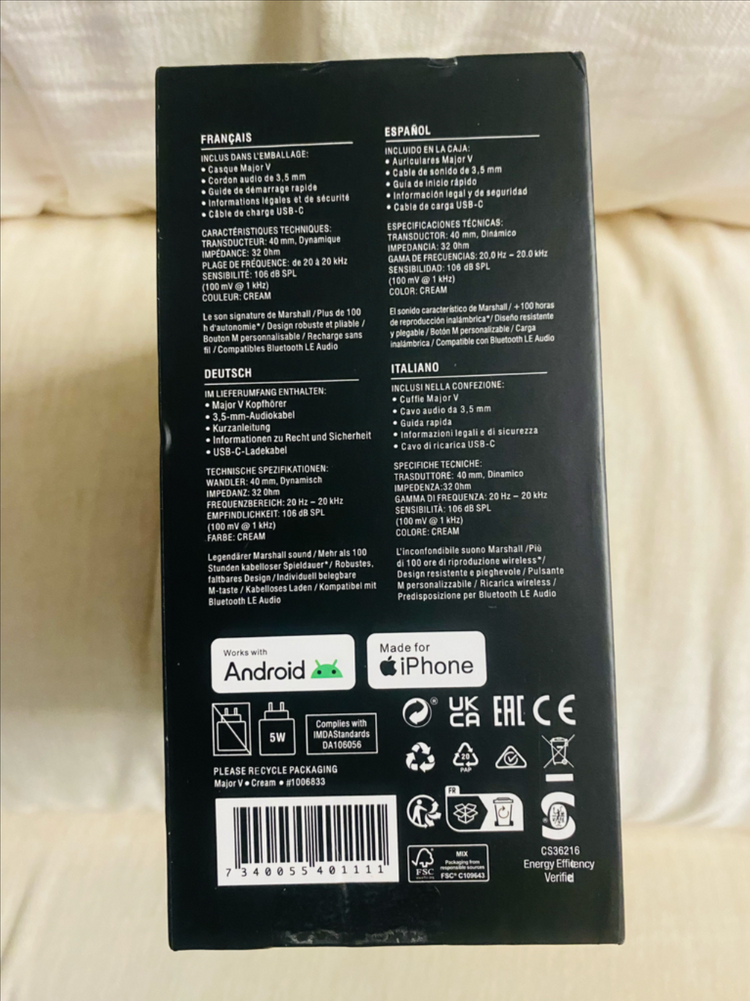 FRANÇAIS
INCLUS DANS L'EMBALLAGE:
• Casque Major V
• Cordon audio de 3,5 mm
• Guide de démarrage rapide
• Informations légales et de sécurité
• Câble de charge USB-C
CARACTÉRISTIQUES TECHNIQUES:
TRANSDUCTEUR: 40 mm, Dynamique
IMPÉDANCE: 32 Ohm
PLAGE DE FRÉQUENCE: de 20 à 20 kHz
SENSIBILITÉ: 106 dB SPL
(100 mV @ 1 kHz)
COULEUR: CREAM
Le son signature de Marshall /Plus de 100
h d'autonomie*/ Design robuste et pliable /
Bouton M personnalisable / Recharge sans
fil / Compatibles Bluetooth LE Audio
ESPAÑOL
INCLUIDO EN LA CAJA:
• Auriculares Major V
• Cable de sonido de 3,5 mm
• Guía de inicio rápido
• Información legal y de seguridad
• Cable de carga USB-C
ESPECIFICACIONES TÉCNICAS:
TRANSDUCTOR: 40 mm, Dinámico
IMPEDANCIA: 32 Ohm
GAMA DE FRECUENCIAS: 20,0 Hz – 20.0 kHz
SENSIBILIDAD: 106 dB SPL
(100 mV @ 1 kHz)
COLOR: CREAM
El sonido característico de Marshall / +100 horas
de reproducción inalámbrica*/ Diseño resistente
y plegable / Botón M personalizable / Carga
inalámbrica / Compatible con Bluetooth LE Audio
DEUTSCH
IM LIEFERUMFANG ENTHALTEN:
• Major V Kopfhörer
• 3,5-mm-Audiokabel
• Kurzanleitung
• Informationen zu Recht und Sicherheit
• USB-C-Ladekabel
TECHNISCHE SPEZIFIKATIONEN:
WANDLER: 40 mm, Dynamisch
IMPEDANZ: 32 Ohm
FREQUENZBEREICH: 20 Hz – 20 kHz
EMPFINDLICHKEIT: 106 dB SPL
(100 mV @ 1 kHz)
FARBE: CREAM
Legendärer Marshall sound / Mehr als 100
Stunden kabelloser Spieldauer*/ Robustes,
faltbares Design / Individuell belegbare
M-taste / Kabelloses Laden / Kompatibel mit
Bluetooth LE Audio
ITALIANO
INCLUSI NELLA CONFEZIONE:
• Cuffie Major V
• Cavo audio da 3,5 mm
• Guida rapida
• Informazioni legali e di sicurezza
• Cavo di ricarica USB-C
SPECIFICHE TECNICHE:
TRASDUTTORE: 40 mm, Dinamico
IMPEDENZA:32 Ohm
GAMMA DI FREQUENZA: 20 Hz – 20 kHz
SENSIBILITÀ: 106 dB SPL
(100 mV @ 1 kHz)
COLORE: CREAM
L'inconfondibile suono Marshall /Più
di 100 ore di riproduzione wireless*/
Design resistente e pieghevole / Pulsante
M personalizzabile / Ricarica wireless /
Predisposizione per Bluetooth LE Audio
Works with
Android
Made for
iPhone
5W
Complies with
IMDAStandards
DA106056
UK
CA
EAC
CE
20
PAP
PLEASE RECYCLE PACKAGING
Major V • Cream • #1006833
7340055401111
FR
FSC
MIX
Packaging from
responsible sources
FSC® C109643
CS36216
Energy Efficiency
Verified